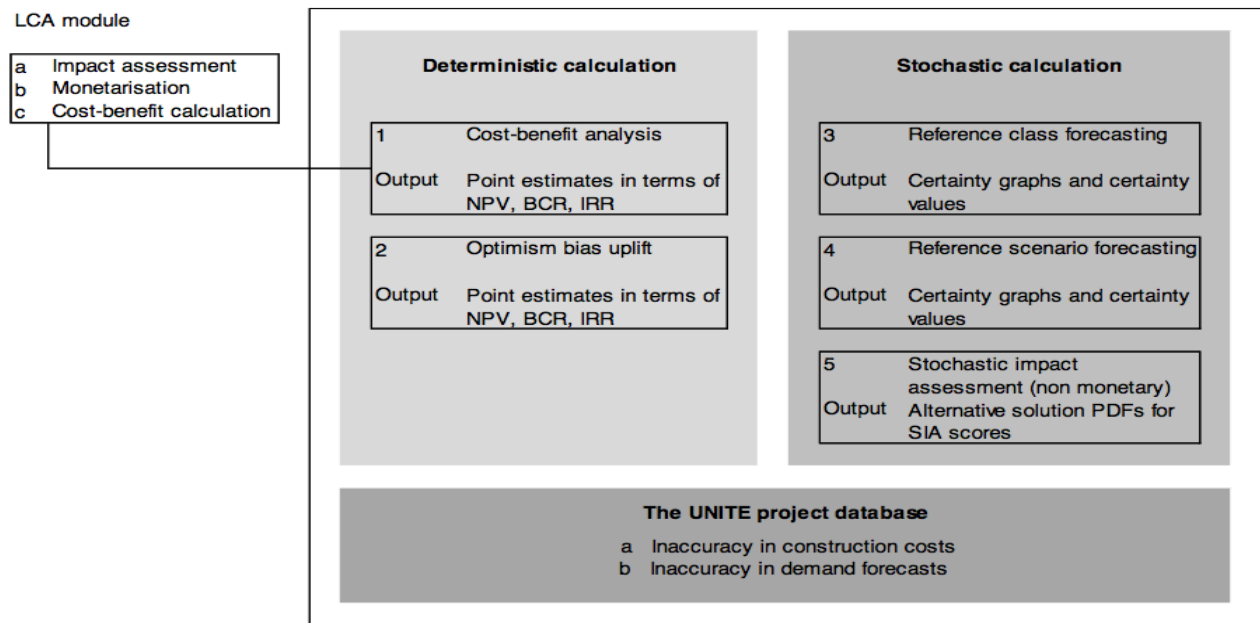 LCA module
a Impact assessment
b Monetarisation
c Cost-benefit calculation
Deterministic calculation
1 Cost-benefit analysis
Output Point estimates in terms of
NPV, BCR, IRR
2 Optimism bias uplift
Output Point estimates in terms of
NPV, BCR, IRR
Stochastic calculation
3 Reference class forecasting
Output Certainty graphs and certainty
values
4 Reference scenario forecasting
Output Certainty graphs and certainty
values
5 Stochastic impact
assessment (non monetary)
Output Alternative solution PDFs for
SIA scores
The UNITE project database
a Inaccuracy in construction costs
b Inaccuracy in demand forecasts